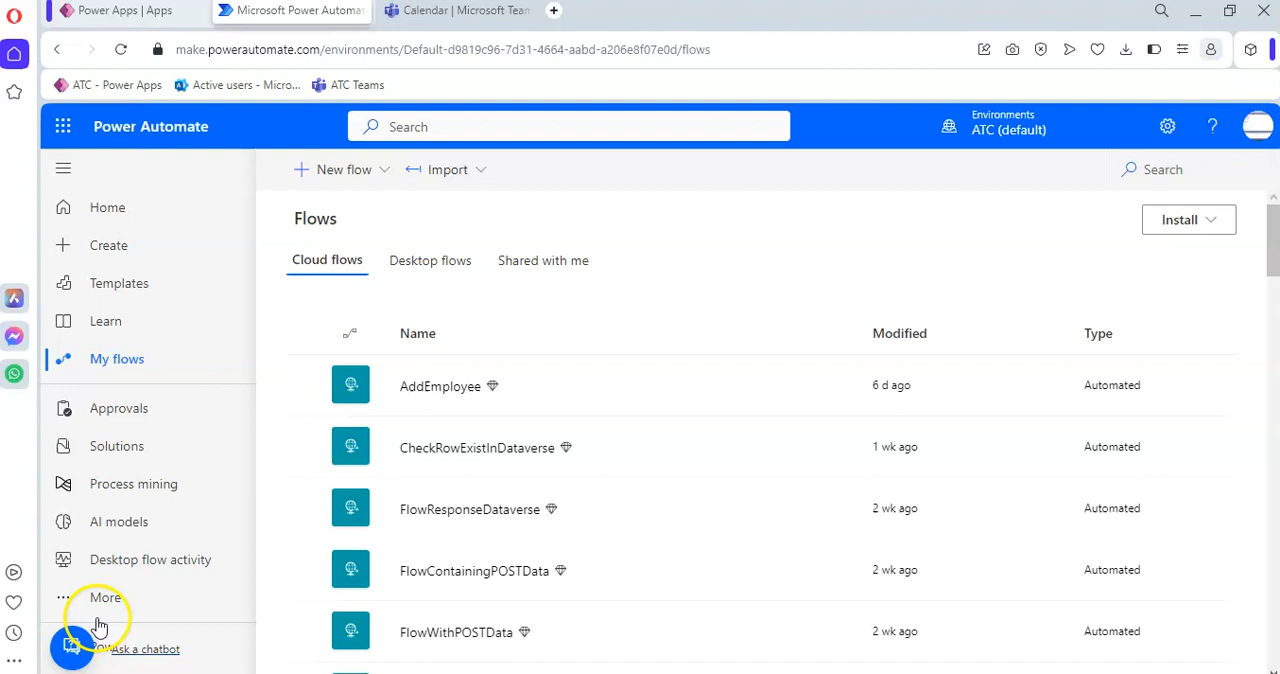 Power Apps | Apps
Microsoft Power Automat
Calendar | Microsoft Team
make.powerautomate.com/environments/Default-d9819c96-7d31-4664-aabd-a206e8f07e0d/flows
ATC - Power Apps
Active users - Micro...
ATC Teams
Power Automate
Search
Environments
ATC (default)
New flow
Import
Search
Home
Create
Templates
Learn
My flows
Approvals
Solutions
Process mining
AI models
Desktop flow activity
More
Ask a chatbot
Flows
Install
Cloud flows
Desktop flows
Shared with me
Name
Modified
Type
AddEmployee
6 d ago
Automated
CheckRowExistInDataverse
1 wk ago
Automated
FlowResponseDataverse
2 wk ago
Automated
FlowContainingPOSTData
2 wk ago
Automated
FlowWithPOSTData
2 wk ago
Automated